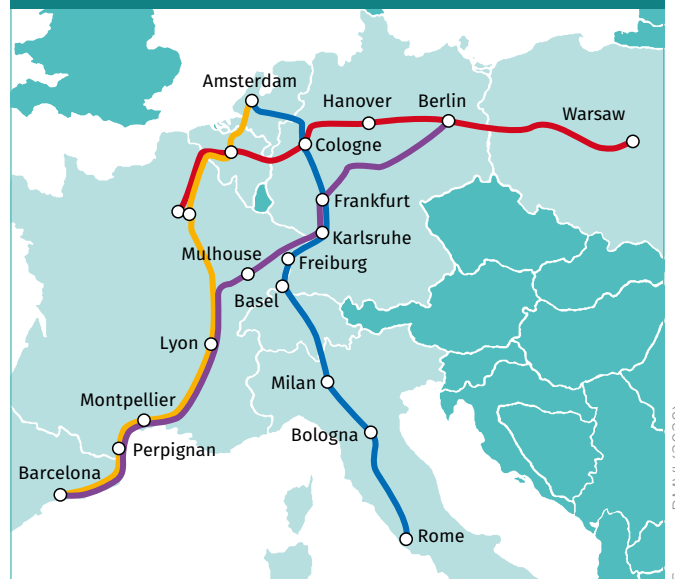 Amsterdam
Hanover
Berlin
Warsaw
Cologne
Frankfurt
Karlsruhe
Mulhouse
Freiburg
Basel
Lyon
Milan
Montpellier
Bologna
Perpignan
Barcelona
Rome